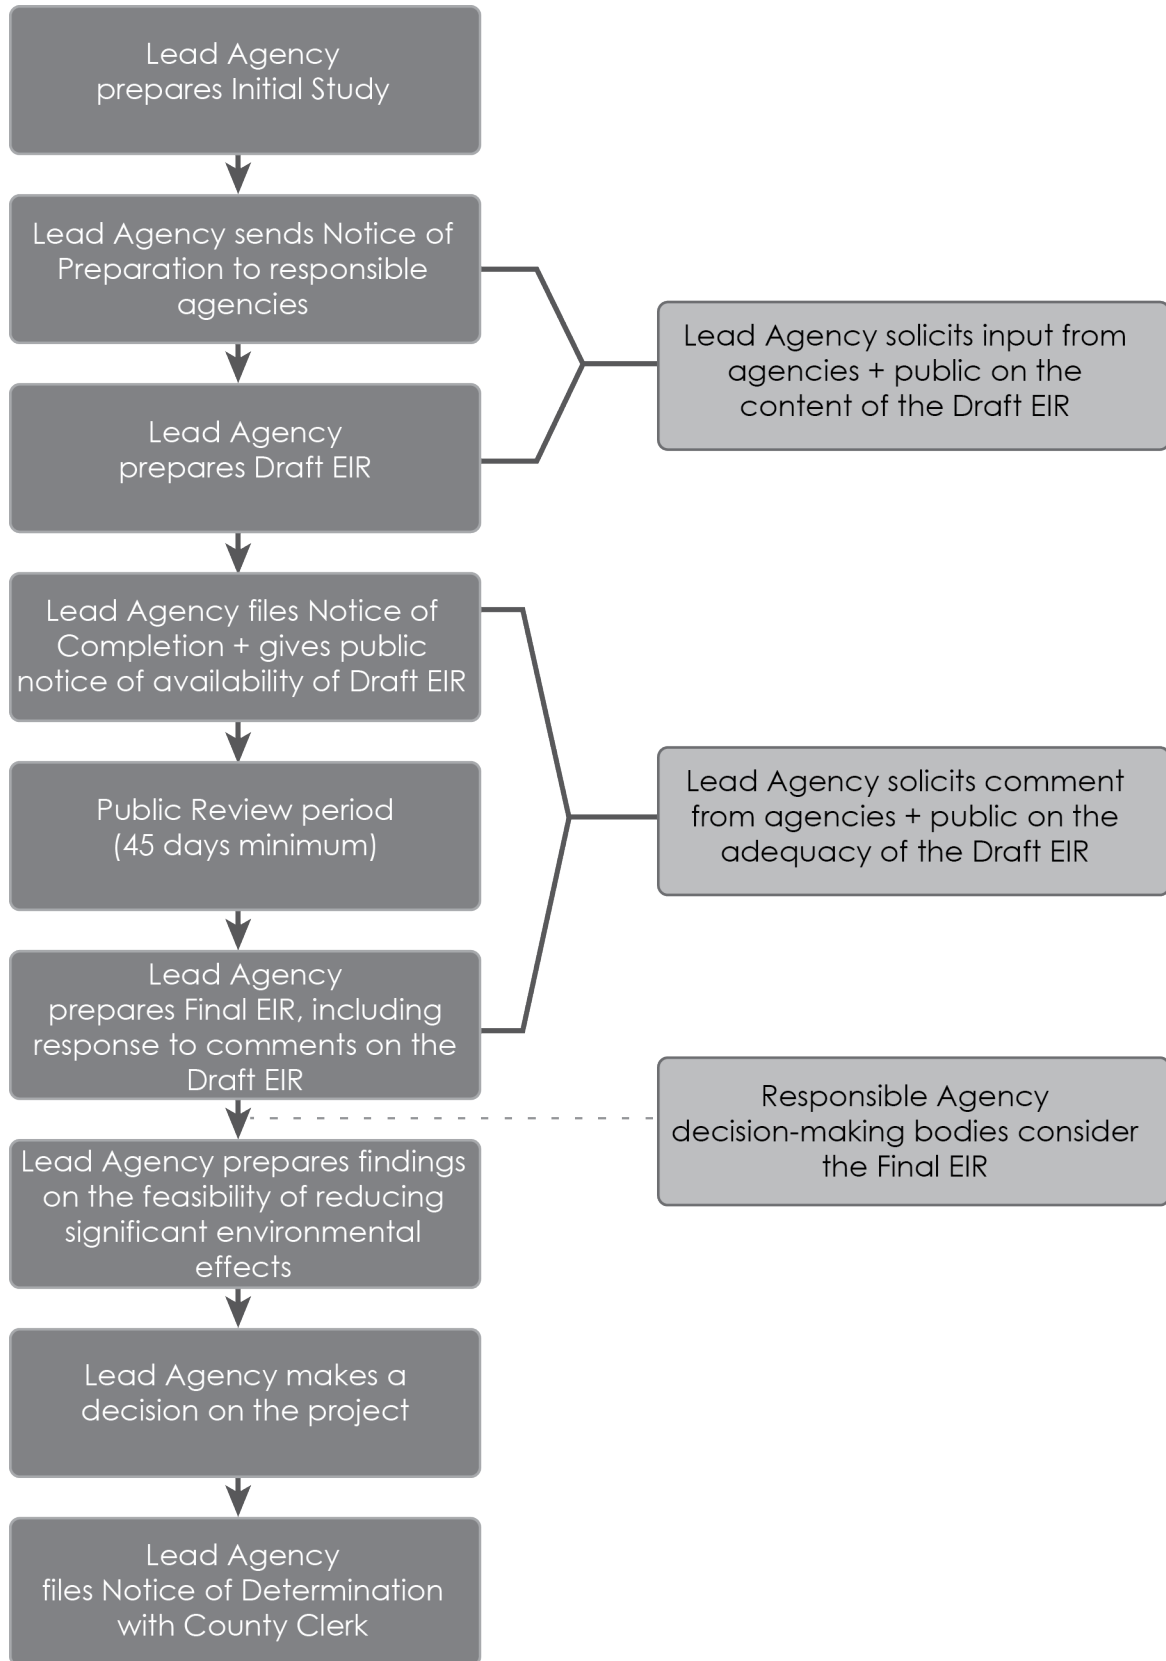 Lead Agency
prepares Initial Study
Lead Agency sends Notice of
Preparation to responsible
agencies
Lead Agency solicits input from
agencies + public on the
content of the Draft EIR
Lead Agency
prepares Draft EIR
Lead Agency files Notice of
Completion + gives public
notice of availability of Draft EIR
Public Review period
(45 days minimum)
Lead Agency solicits comment
from agencies + public on the
adequacy of the Draft EIR
Lead Agency
prepares Final EIR, including
response to comments on the
Draft EIR
Responsible Agency
decision-making bodies consider
the Final EIR
Lead Agency prepares findings
on the feasibility of reducing
significant environmental
effects
Lead Agency makes a
decision on the project
Lead Agency
files Notice of Determination
with County Clerk